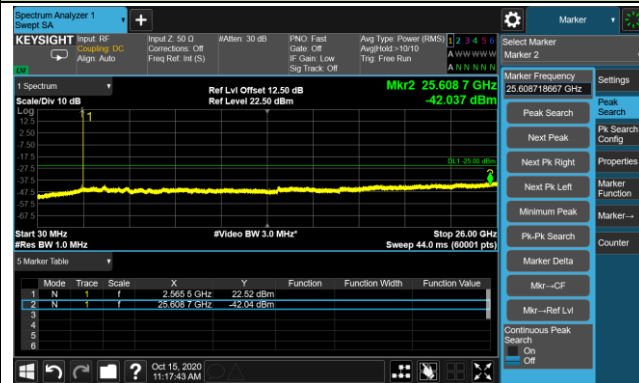 Spectrum Analyzer 1
Swept SA
Marker
KEYSIGHT
Input: RF
Coupling: DC
Align: Auto
Input Z: 50 Ω
Corrections: Off
Freq Ref: Int (S)
#Atten: 30 dB
PNO: Fast
Gate: Off
IF Gain: Low
Sig Track: Off
Avg Type: Power (RMS)
Avg|Hold:>10/10
Trig: Free Run
1 2 3 4 5 6
A W W W W W
A N N N N N
LXI
Select Marker
Marker 2
1 Spectrum
Scale/Div 10 dB
Ref Lvl Offset 12.50 dB
Ref Level 22.50 dBm
Mkr2 25.608 7 GHz
-42.037 dBm
Log
12.5
2.50
-7.50
-17.5
-27.5
-37.5
-47.5
-57.5
-67.5
1
2
DL1 -25.00 dBm
Start 30 MHz
#Res BW 1.0 MHz
#Video BW 3.0 MHz*
Stop 26.00 GHz
Sweep 44.0 ms (60001 pts)
5 Marker Table
Mode Trace Scale X Y Function Function Width Function Value
1 N 1 f 2.565 5 GHz 22.52 dBm
2 N 1 f 25.608 7 GHz -42.04 dBm
3
4
5
6
Marker Frequency
25.608718667 GHz
Peak Search
Next Peak
Next Pk Right
Next Pk Left
Minimum Peak
Pk-Pk Search
Marker Delta
Mkr→CF
Mkr→Ref Lvl
Continuous Peak
Search
On
Off
Settings
Peak
Search
Pk Search
Config
Properties
Marker
Function
Marker→
Counter
?
Oct 15, 2020
11:17:43 AM